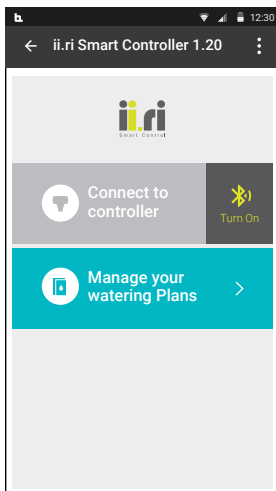 12:30
ii.ri Smart Controller 1.20
ii.ri
Smart Control
Connect to
controller
Turn On
Manage your
watering Plans